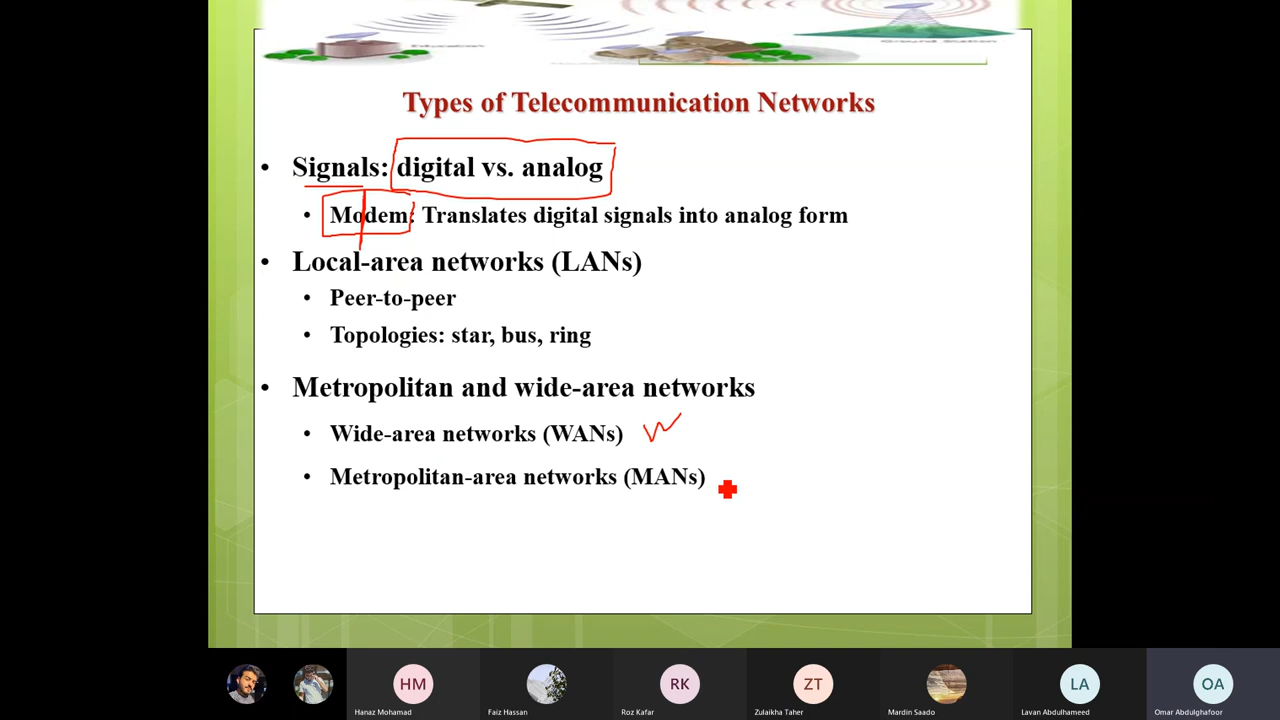 Education
Ground Station
Types of Telecommunication Networks
• Signals: digital vs. analog
• Modem: Translates digital signals into analog form
• Local-area networks (LANs)
• Peer-to-peer
• Topologies: star, bus, ring
• Metropolitan and wide-area networks
• Wide-area networks (WANs)
• Metropolitan-area networks (MANs)
HM
RK
ZT
LA
OA
Hanaz Mohamad
Faiz Hassan
Roz Kafar
Zulaikha Taher
Mardin Saado
Lavan Abdulhameed
Omar Abdulghafoor